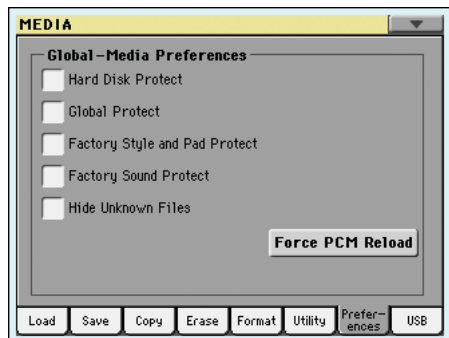 MEDIA
Global-Media Preferences
Hard Disk Protect
Global Protect
Factory Style and Pad Protect
Factory Sound Protect
Hide Unknown Files
Force PCM Reload
Load Save Copy Erase Format Utility Prefer-
ences USB